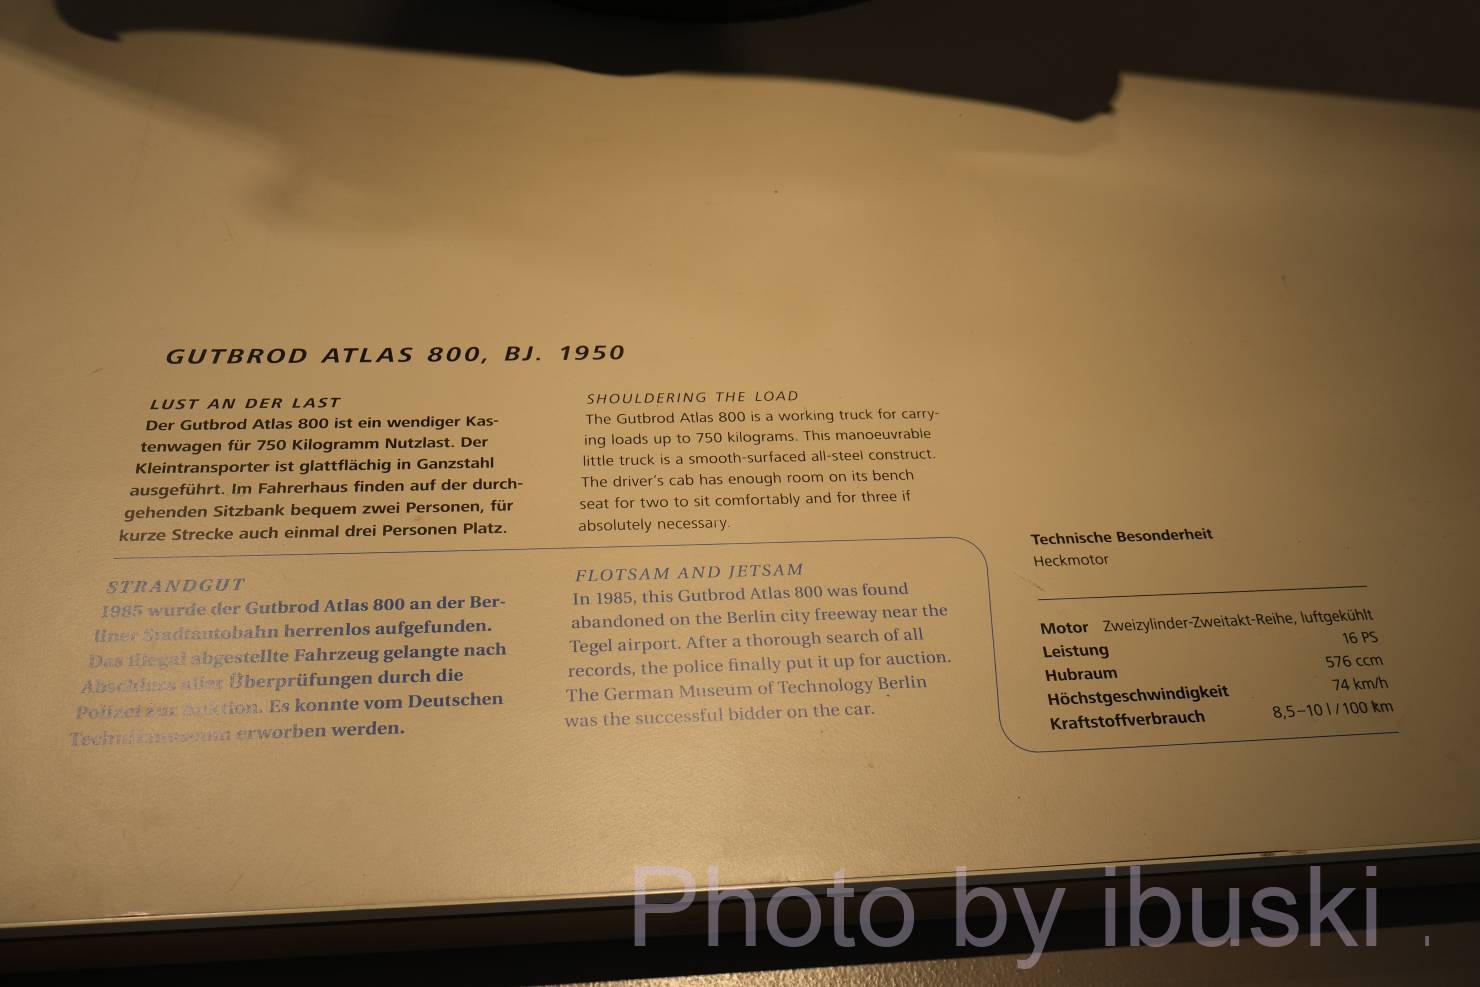 GUTBROD ATLAS 800, BJ. 1950
LUST AN DER LAST
Der Gutbrod Atlas 800 ist ein wendiger Kas-
tenwagen für 750 Kilogramm Nutzlast. Der
Kleintransporter ist glattflächig in Ganzstahl
ausgeführt. Im Fahrerhaus finden auf der durch-
gehenden Sitzbank bequem zwei Personen, für
kurze Strecke auch einmal drei Personen Platz.
SHOULDERING THE LOAD
The Gutbrod Atlas 800 is a working truck for carry-
ing loads up to 750 kilograms. This manoeuvrable
little truck is a smooth-surfaced all-steel construct.
The driver's cab has enough room on its bench
seat for two to sit comfortably and for three if
absolutely necessary.
STRANDGUT
1985 wurde der Gutbrod Atlas 800 an der Ber-
liner Stadtautobahn herrenlos aufgefunden.
Das illegal abgestellte Fahrzeug gelangte nach
Abschluss aller Überprüfungen durch die
Polizei zur Auktion. Es konnte vom Deutschen
Technikmuseum erworben werden.
FLOTSAM AND JETSAM
In 1985, this Gutbrod Atlas 800 was found
abandoned on the Berlin city freeway near the
Tegel airport. After a thorough search of all
records, the police finally put it up for auction.
The German Museum of Technology Berlin
was the successful bidder on the car.
Technische Besonderheit
Heckmotor
Motor Zweizylinder-Zweitakt-Reihe, luftgekühlt
Leistung 16 PS
Hubraum 576 ccm
Höchstgeschwindigkeit 74 km/h
Kraftstoffverbrauch 8,5–10 l / 100 km
Photo by ibuski